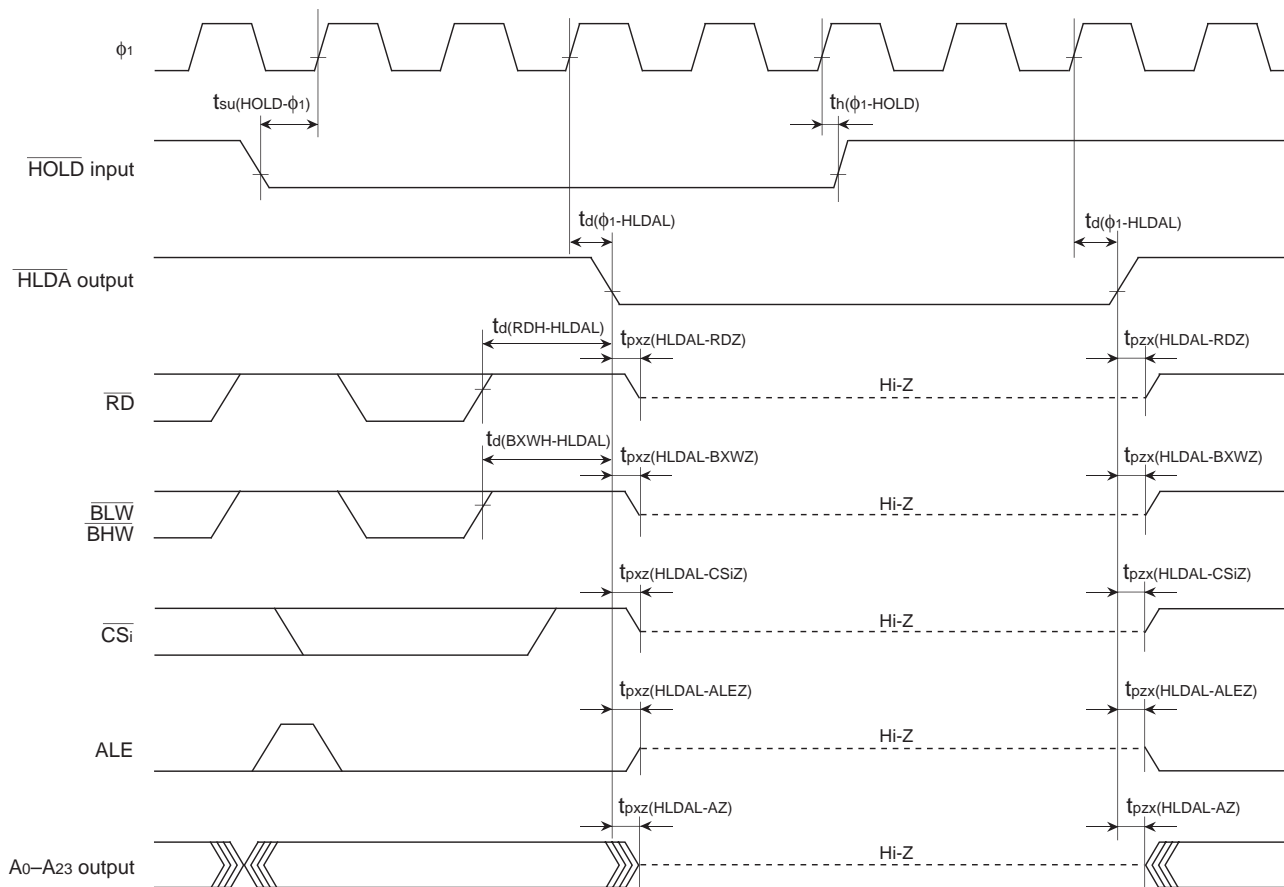 ϕ1
tsu(HOLD-ϕ1)
th(ϕ1-HOLD)
HOLD input
td(ϕ1-HLDAL)
td(ϕ1-HLDAL)
HLDA output
td(RDH-HLDAL)
tpxz(HLDAL-RDZ)
tpzx(HLDAL-RDZ)
Hi-Z
RD
td(BXWH-HLDAL)
tpxz(HLDAL-BXWZ)
tpzx(HLDAL-BXWZ)
Hi-Z
BLW
BHW
tpxz(HLDAL-CSiZ)
tpzx(HLDAL-CSiZ)
Hi-Z
CSi
tpxz(HLDAL-ALEZ)
tpzx(HLDAL-ALEZ)
Hi-Z
ALE
tpxz(HLDAL-AZ)
tpzx(HLDAL-AZ)
Hi-Z
A0–A23 output